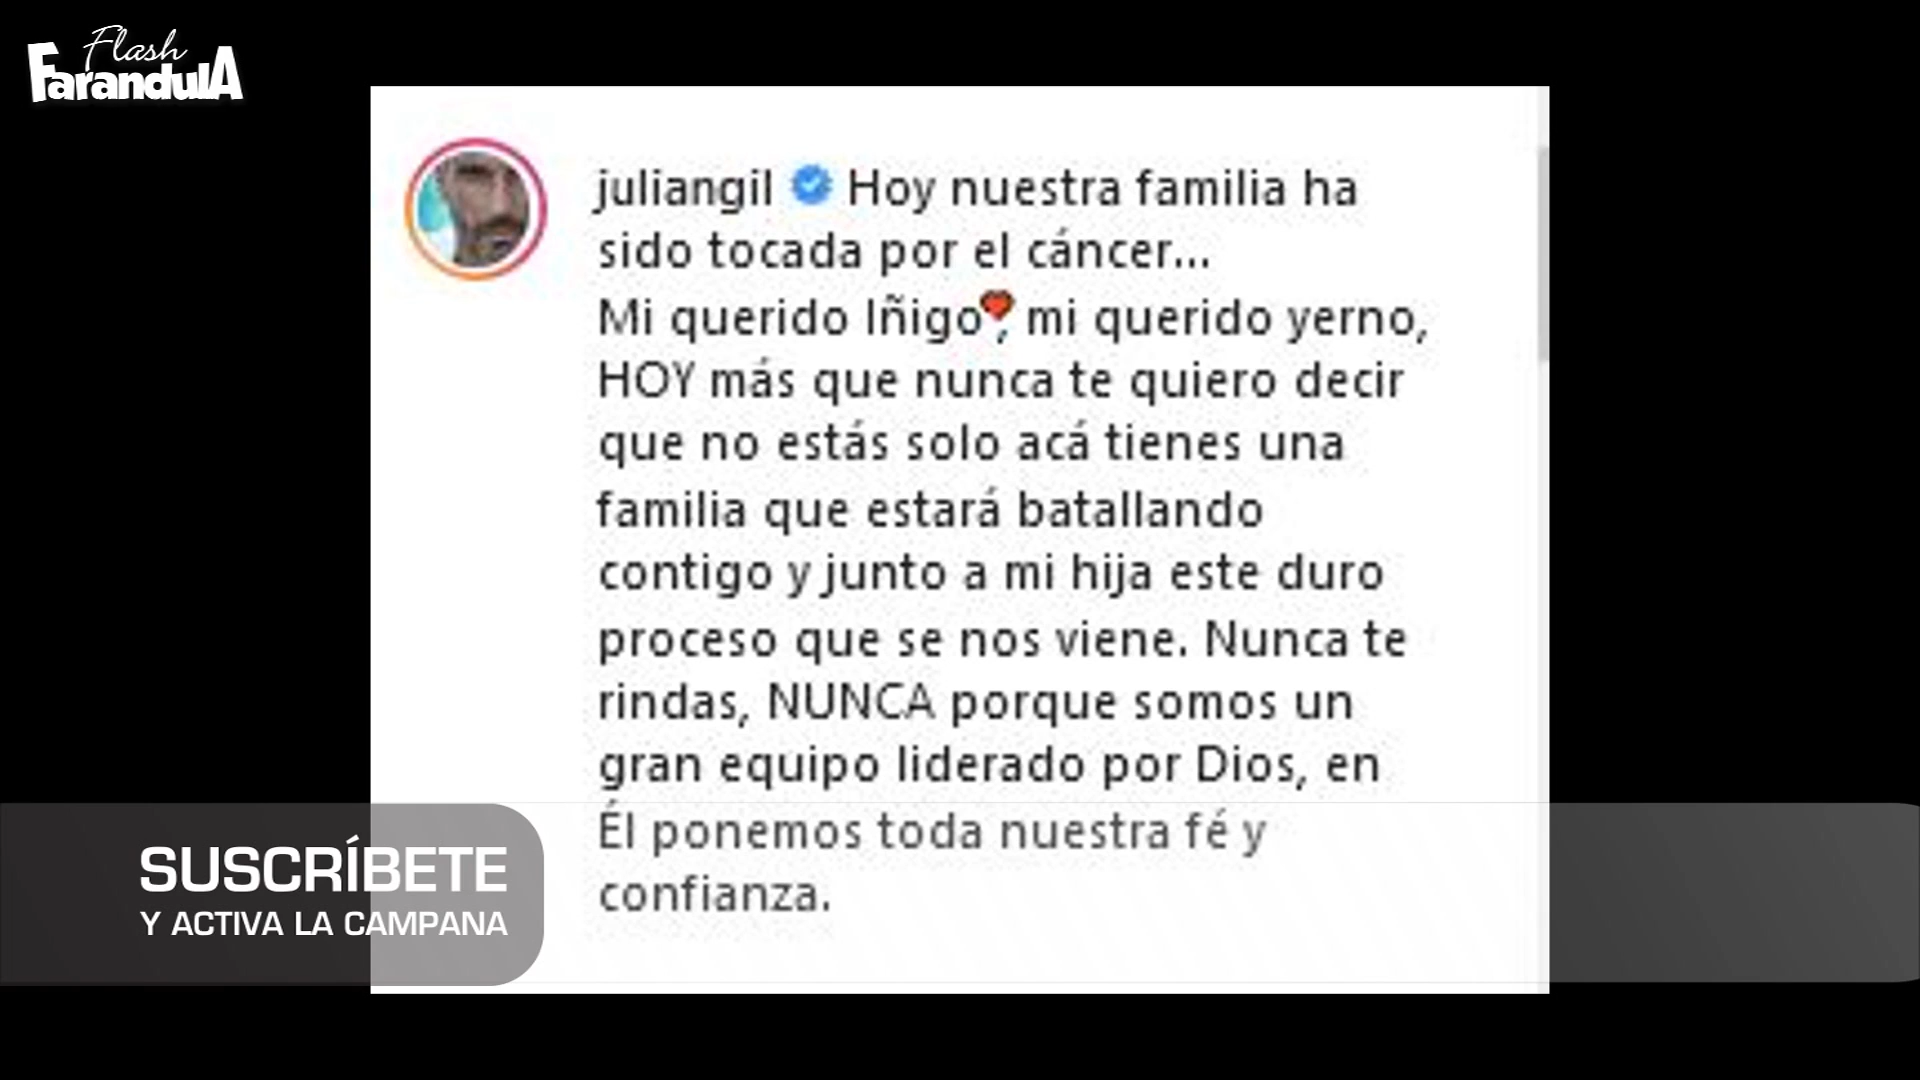 Flash
FarandulA
juliangil Hoy nuestra familia ha
sido tocada por el cáncer...
Mi querido Iñigo❣, mi querido yerno,
HOY más que nunca te quiero decir
que no estás solo acá tienes una
familia que estará batallando
contigo y junto a mi hija este duro
proceso que se nos viene. Nunca te
rindas, NUNCA porque somos un
gran equipo liderado por Dios, en
Él ponemos toda nuestra fé y
confianza.
SUSCRÍBETE
Y ACTIVA LA CAMPANA